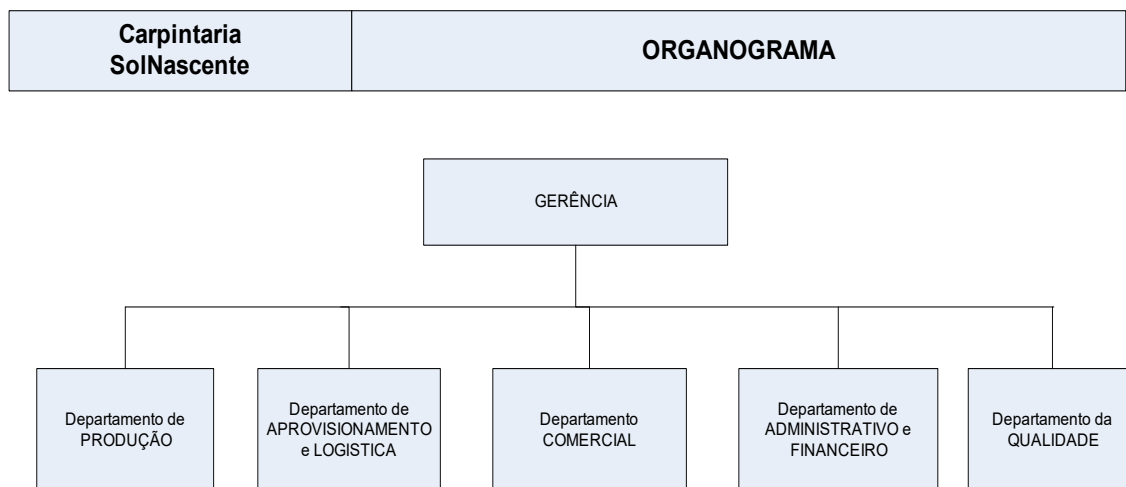 Carpintaria
SolNascente
ORGANOGRAMA
GERÊNCIA
Departamento de
PRODUÇÃO
Departamento de
APROVISIONAMENTO
e LOGISTICA
Departamento
COMERCIAL
Departamento de
ADMINISTRATIVO e
FINANCEIRO
Departamento da
QUALIDADE